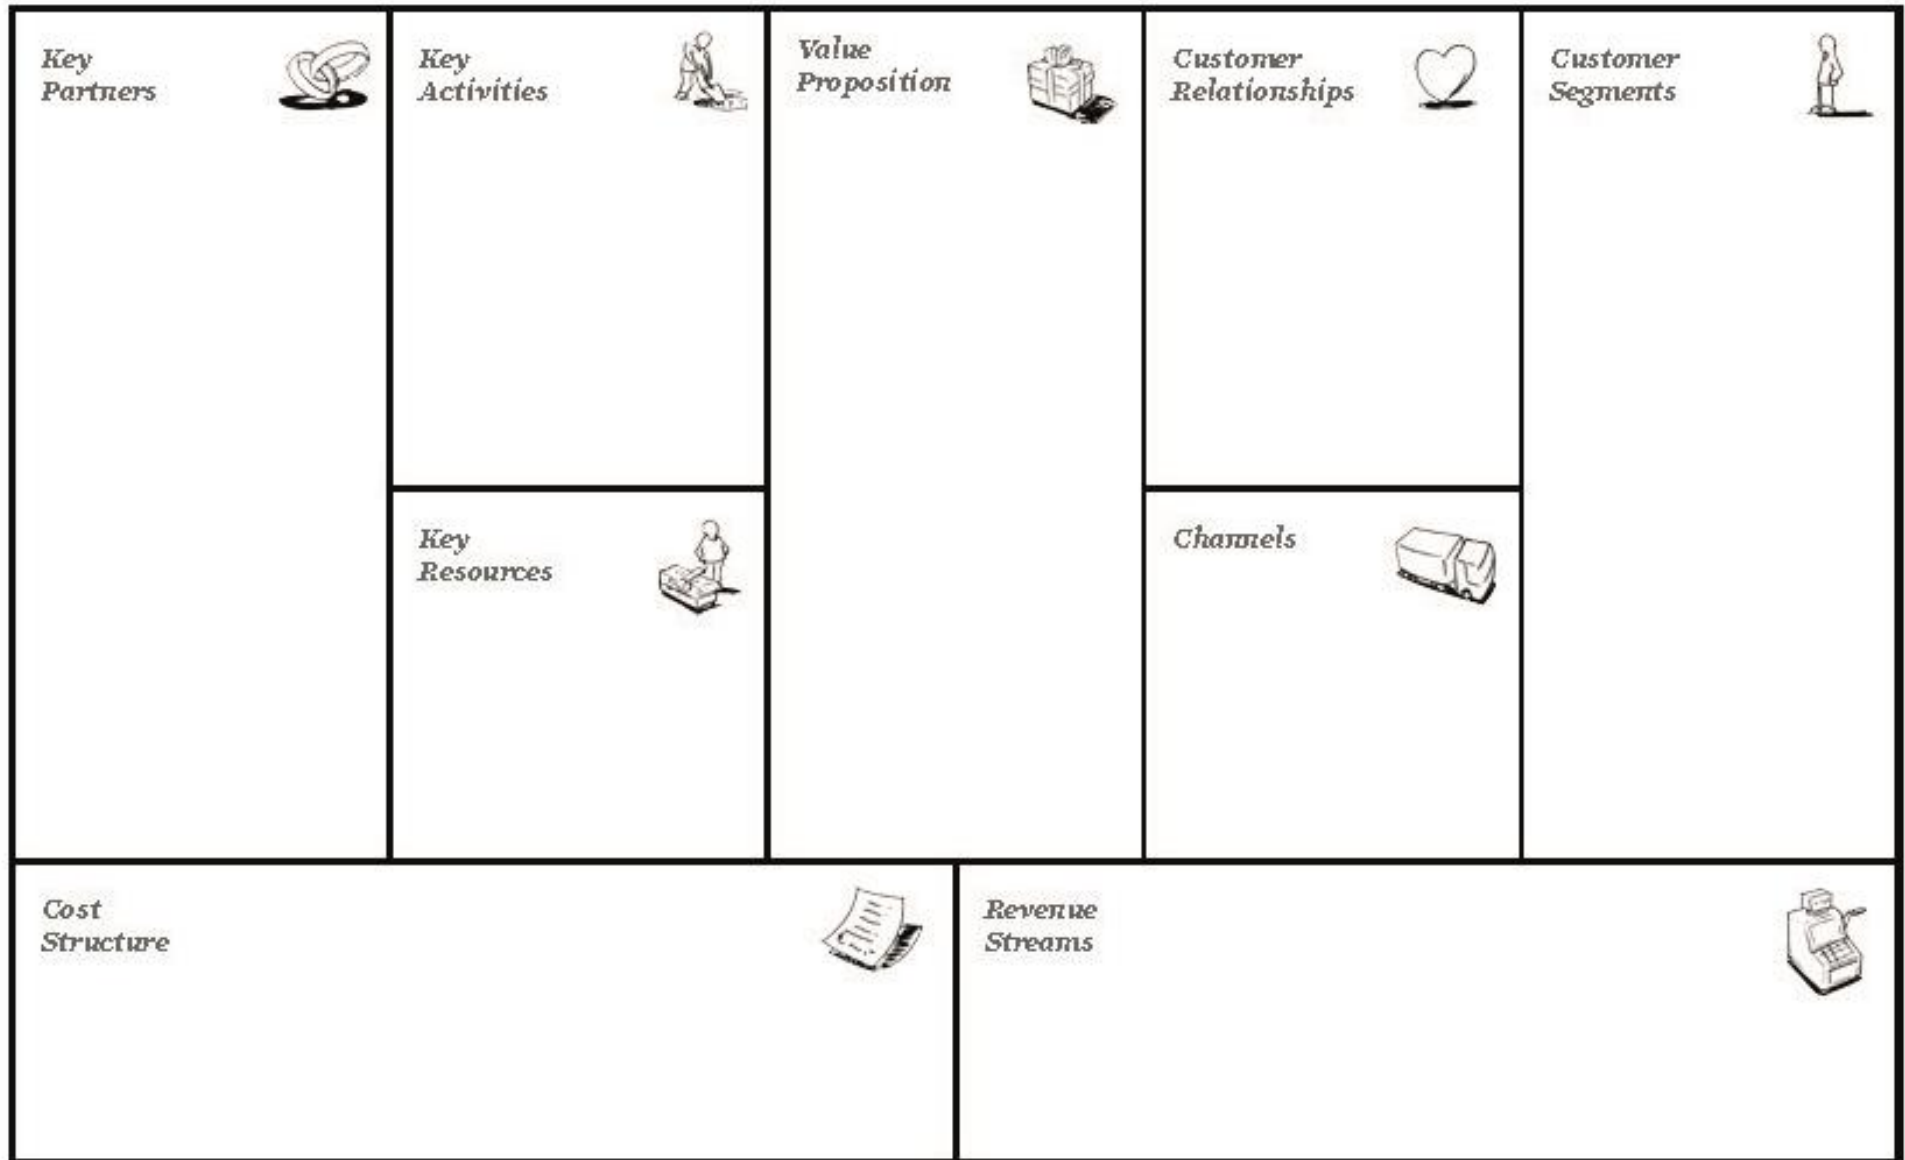 Key
Partners
Key
Activities
Value
Proposition
Customer
Relationships
Customer
Segments
Key
Resources
Channels
Cost
Structure
Revenue
Streams